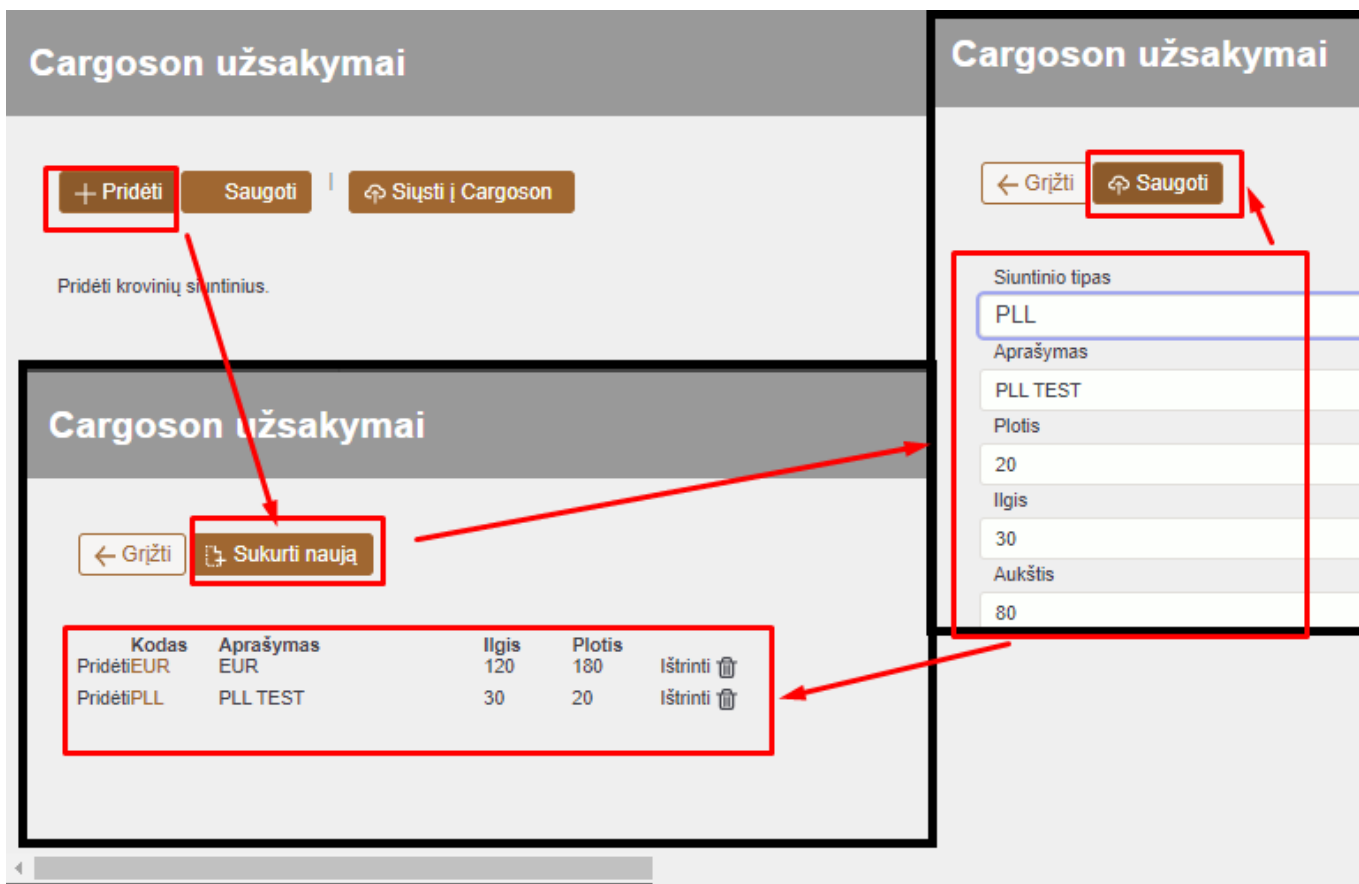 Cargoson užsakymai
Pridėti Saugoti | Siųsti į Cargoson
Pridėti krovinių siuntinius.
Cargoson užsakymai
Grįžti Sukurti naują
Kodas Aprašymas Ilgis Plotis
PridėtiEUR EUR 120 180 Ištrinti
PridėtiPLL PLL TEST 30 20 Ištrinti
Cargoson užsakymai
Grįžti Saugoti
Siuntinio tipas
PLL
Aprašymas
PLL TEST
Plotis
20
Ilgis
30
Aukštis
80